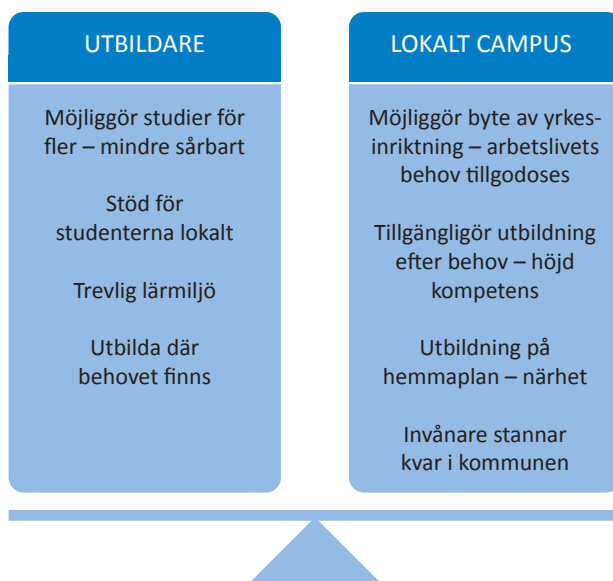 UTBILDARE
Möjliggör studier för
fler – mindre sårbart
Stöd för
studenterna lokalt
Trevlig lärmiljö
Utbilda där
behovet finns
LOKALT CAMPUS
Möjliggör byte av yrkes-
inriktning – arbetslivets
behov tillgodoses
Tillgängligör utbildning
efter behov – höjd
kompetens
Utbildning på
hemmaplan – närhet
Invånare stannar
kvar i kommunen